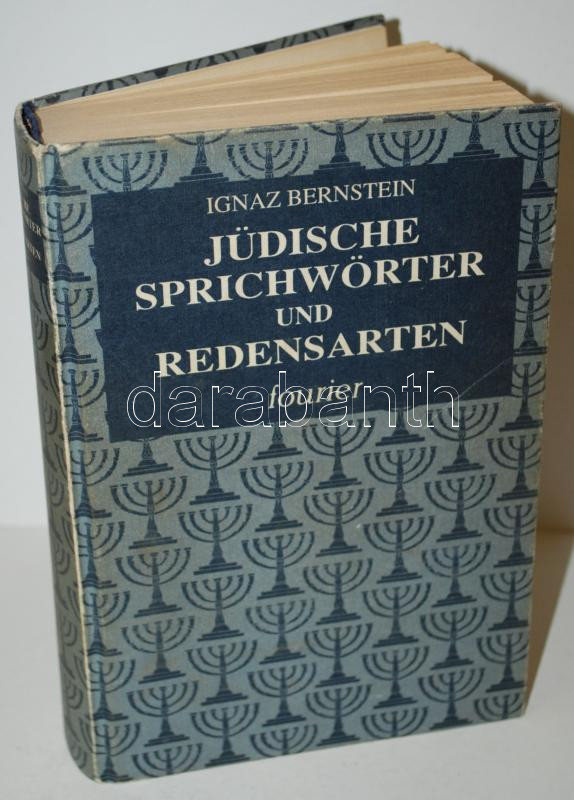 IGNAZ BERNSTEIN
JÜDISCHE
SPRICHWÖRTER
UND
REDENSARTEN
fourier
darabanth